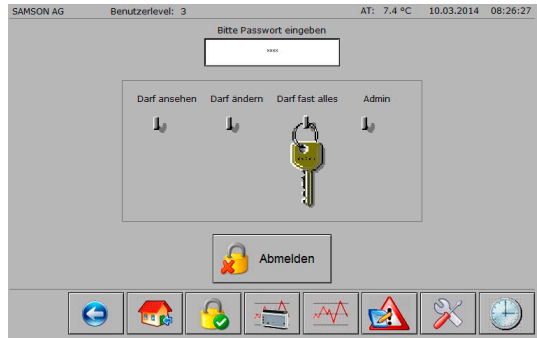 SAMSON AG Benutzerlevel: 3 AT: 7.4 °C 10.03.2014 08:26:27
Bitte Passwort eingeben
****
Darf ansehen Darf ändern Darf fast alles Admin
Abmelden